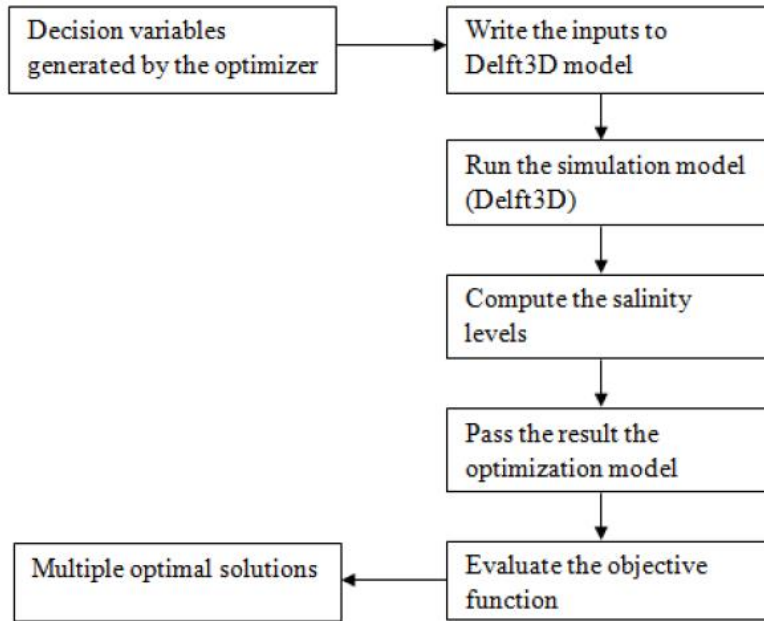 Decision variables
generated by the optimizer
Write the inputs to
Delft3D model
Run the simulation model
(Delft3D)
Compute the salinity
levels
Pass the result the
optimization model
Evaluate the objective
function
Multiple optimal solutions